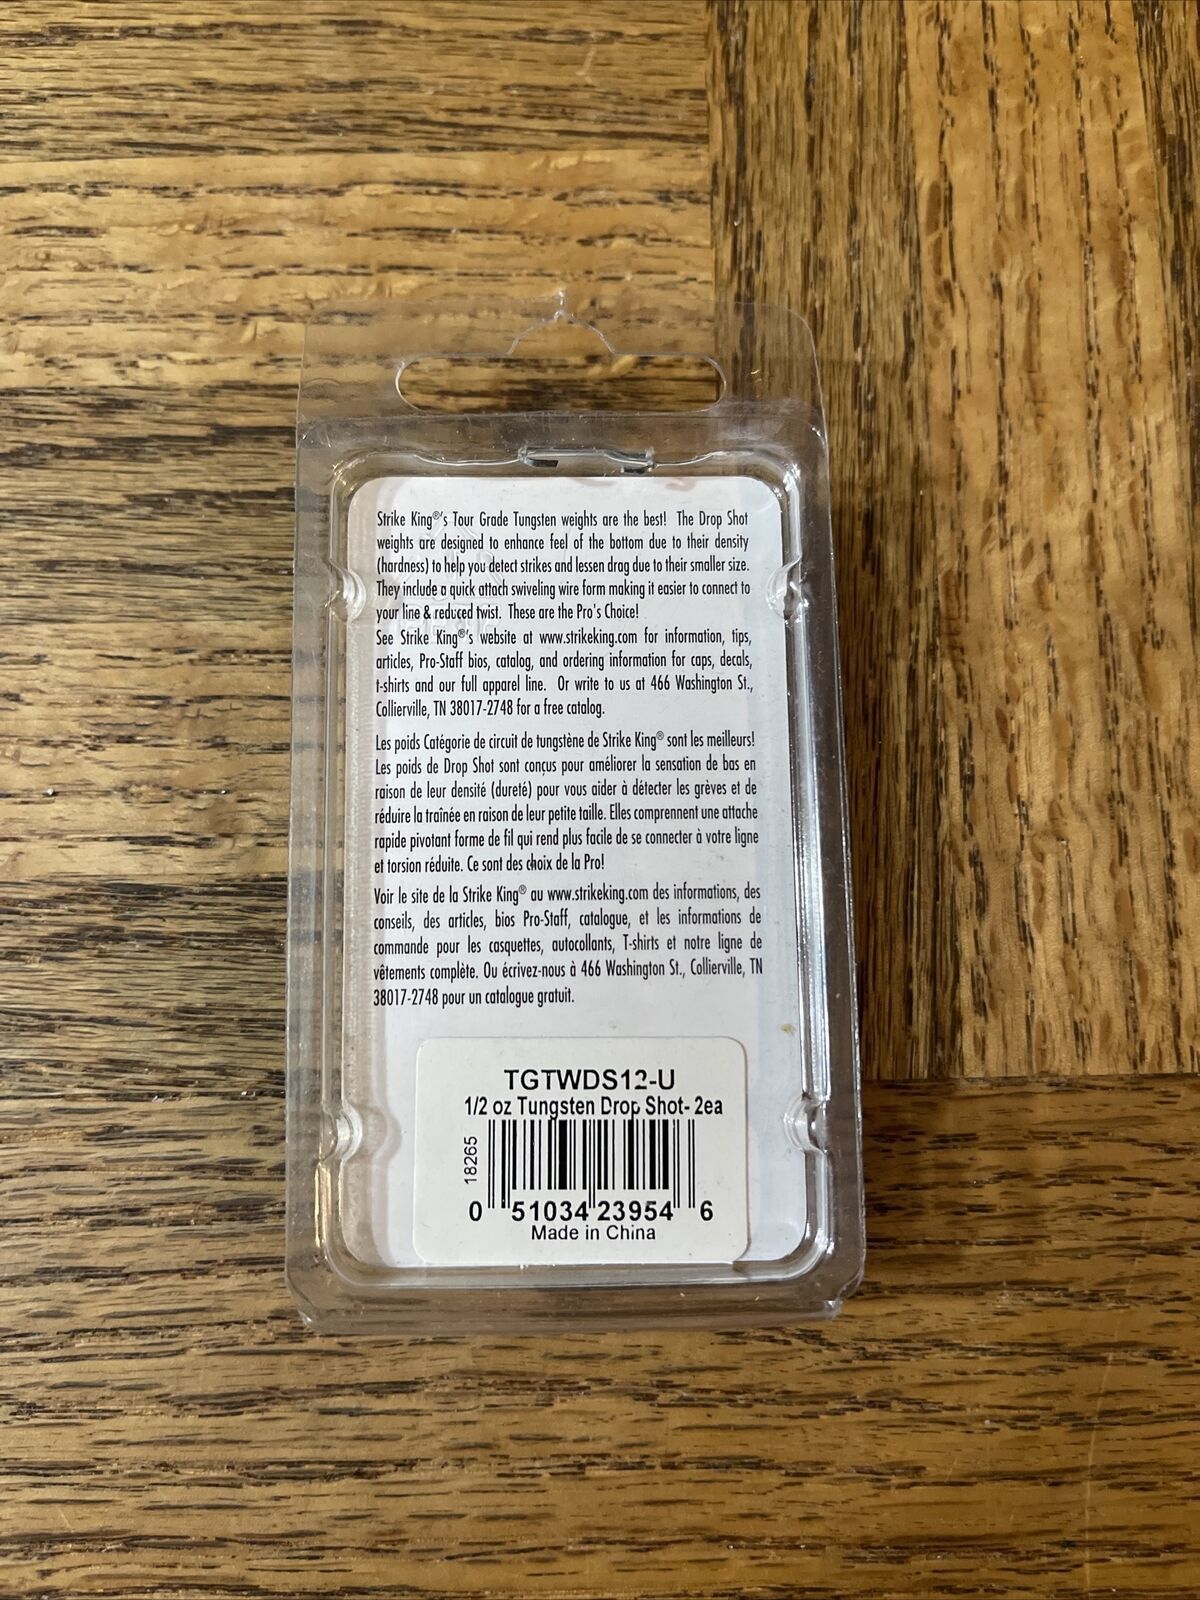 Strike King®'s Tour Grade Tungsten weights are the best! The Drop Shot
weights are designed to enhance feel of the bottom due to their density
(hardness) to help you detect strikes and lessen drag due to their smaller size.
They include a quick attach swiveling wire form making it easier to connect to
your line & reduced twist. These are the Pro's Choice!
See Strike King®'s website at www.strikeking.com for information, tips,
articles, Pro-Staff bios, catalog, and ordering information for caps, decals,
t-shirts and our full apparel line. Or write to us at 466 Washington St.,
Collierville, TN 38017-2748 for a free catalog.
Les poids Catégorie de circuit de tungstène de Strike King® sont les meilleurs!
Les poids de Drop Shot sont conçus pour améliorer la sensation de bas en
raison de leur densité (dureté) pour vous aider à détecter les grèves et de
réduire la traînée en raison de leur petite taille. Elles comprennent une attache
rapide pivotant forme de fil qui rend plus facile de se connecter à votre ligne
et torsion réduite. Ce sont des choix de la Pro!
Voir le site de la Strike King® au www.strikeking.com des informations, des
conseils, des articles, bios Pro-Staff, catalogue, et les informations de
commande pour les casquettes, autocollants, T-shirts et notre ligne de
vêtements complète. Ou écrivez-nous à 466 Washington St., Collierville, TN
38017-2748 pour un catalogue gratuit.
TGTWDS12-U
1/2 oz Tungsten Drop Shot- 2ea
18265
0 51034 23954 6
Made in China